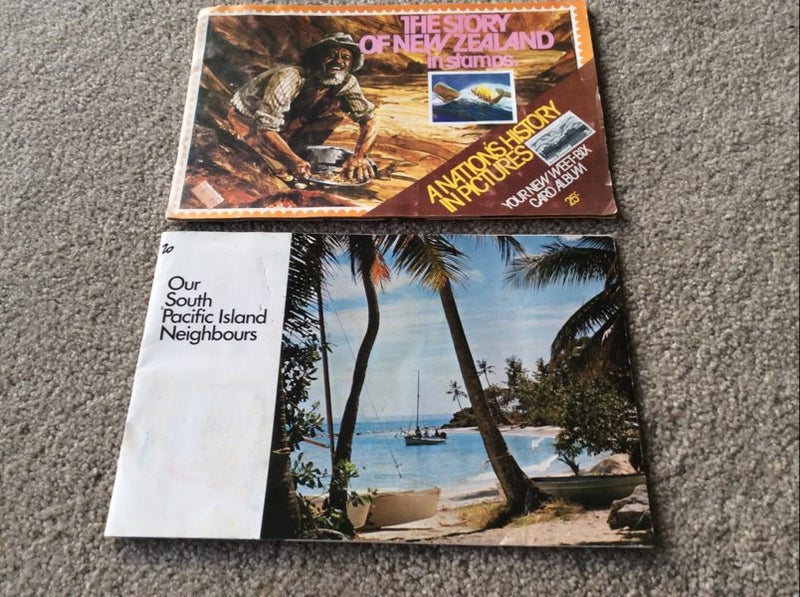 THE STORY
OF NEW ZEALAND
in stamps.
A NATION'S HISTORY
IN PICTURES
YOUR NEW WEET-BIX
CARD ALBUM
25c
20
Our
South
Pacific Island
Neighbours